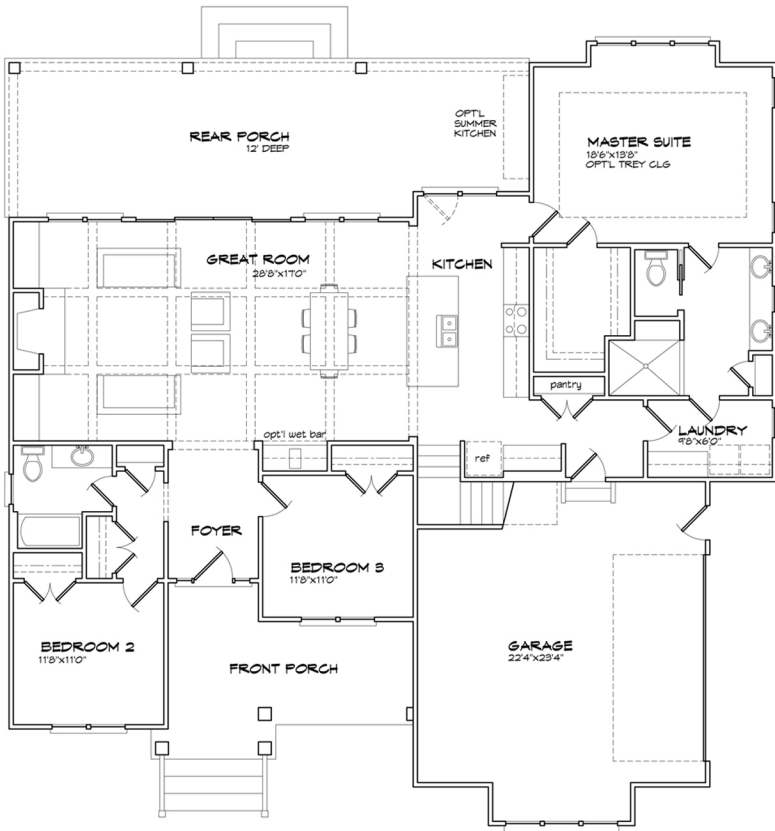 REAR PORCH
12' DEEP
OPT'L
SUMMER
KITCHEN
MASTER SUITE
18'6"x13'8"
OPT'L TREY CLG
GREAT ROOM
28'8"x17'0"
KITCHEN
pantry
opt'l wet bar
LAUNDRY
9'8"x6'0"
ref
FOYER
BEDROOM 3
11'8"x11'0"
BEDROOM 2
11'8"x11'0"
FRONT PORCH
GARAGE
22'4"x23'4"